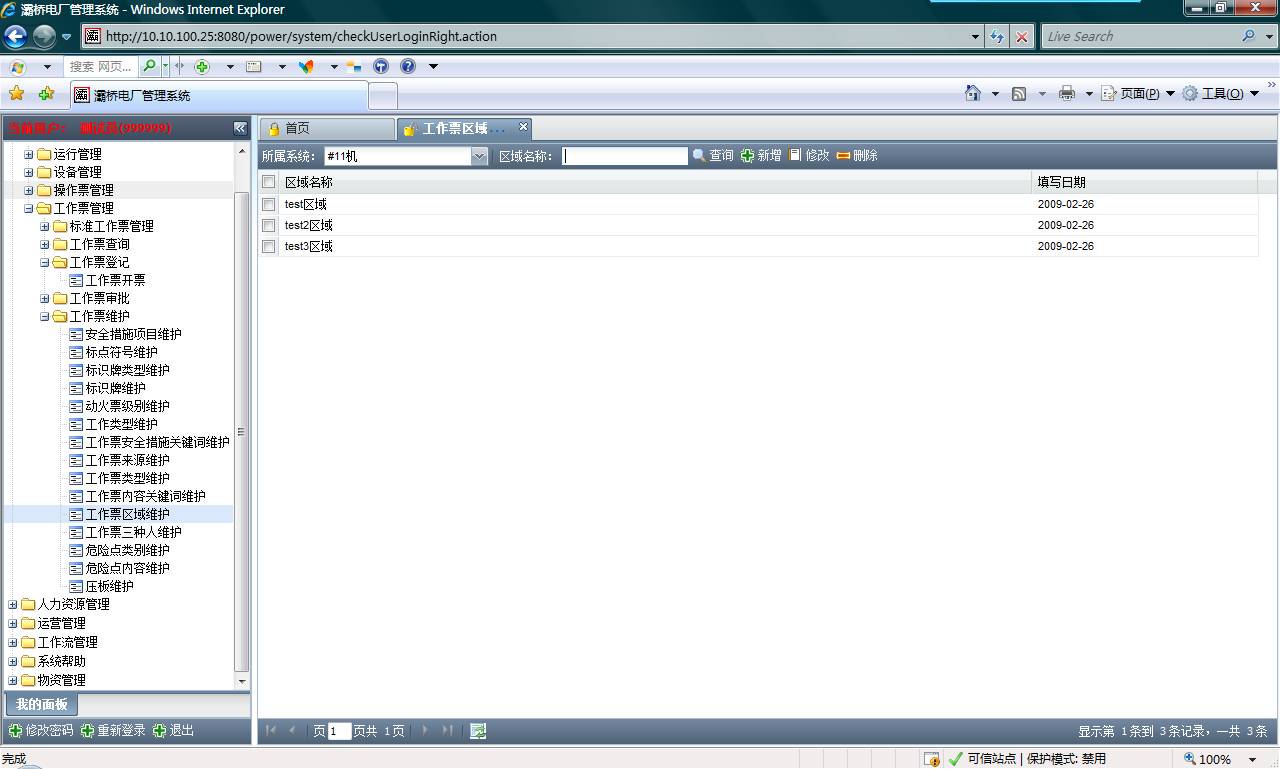 灞桥电厂管理系统 - Windows Internet Explorer
http://10.10.100.25:8080/power/system/checkUserLoginRight.action
Live Search
搜索 网页...
灞桥电厂管理系统
页面(P)
工具(O)
当前用户： 测试员(999999)
首页
工作票区域...
所属系统: #11机 区域名称: 查询 新增 修改 删除
运行管理
设备管理
操作票管理
工作票管理
标准工作票管理
工作票查询
工作票登记
工作票开票
工作票审批
工作票维护
安全措施项目维护
标点符号维护
标识牌类型维护
标识牌维护
动火票级别维护
工作类型维护
工作票安全措施关键词维护
工作票来源维护
工作票类型维护
工作票内容关键词维护
工作票区域维护
工作票三种人维护
危险点类别维护
危险点内容维护
压板维护
人力资源管理
运营管理
工作流管理
系统帮助
物资管理
我的面板
修改密码 重新登录 退出
区域名称 填写日期
test区域 2009-02-26
test2区域 2009-02-26
test3区域 2009-02-26
页 1 页共 1页
显示第 1条到 3条记录，一共 3条
完成
可信站点 | 保护模式: 禁用
100%